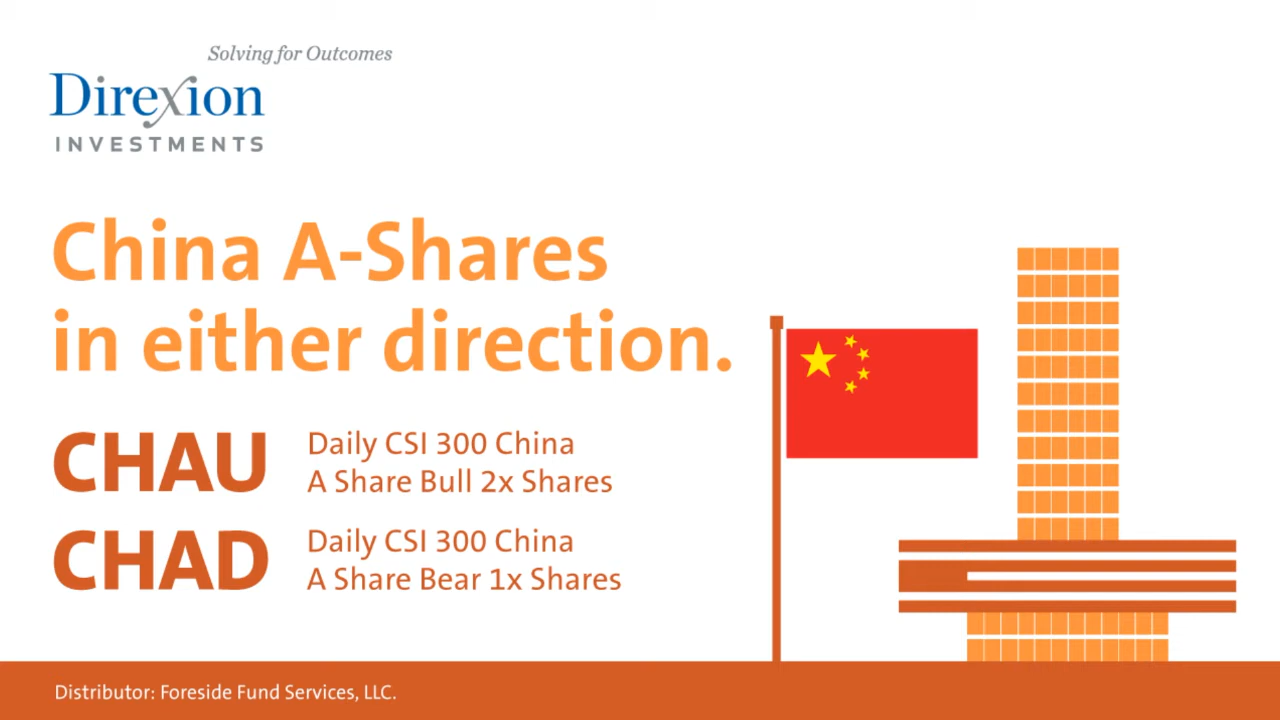 Solving for Outcomes
Direxion
INVESTMENTS
China A-Shares
in either direction.
CHAU
Daily CSI 300 China
A Share Bull 2x Shares
CHAD
Daily CSI 300 China
A Share Bear 1x Shares
Distributor: Foreside Fund Services, LLC.